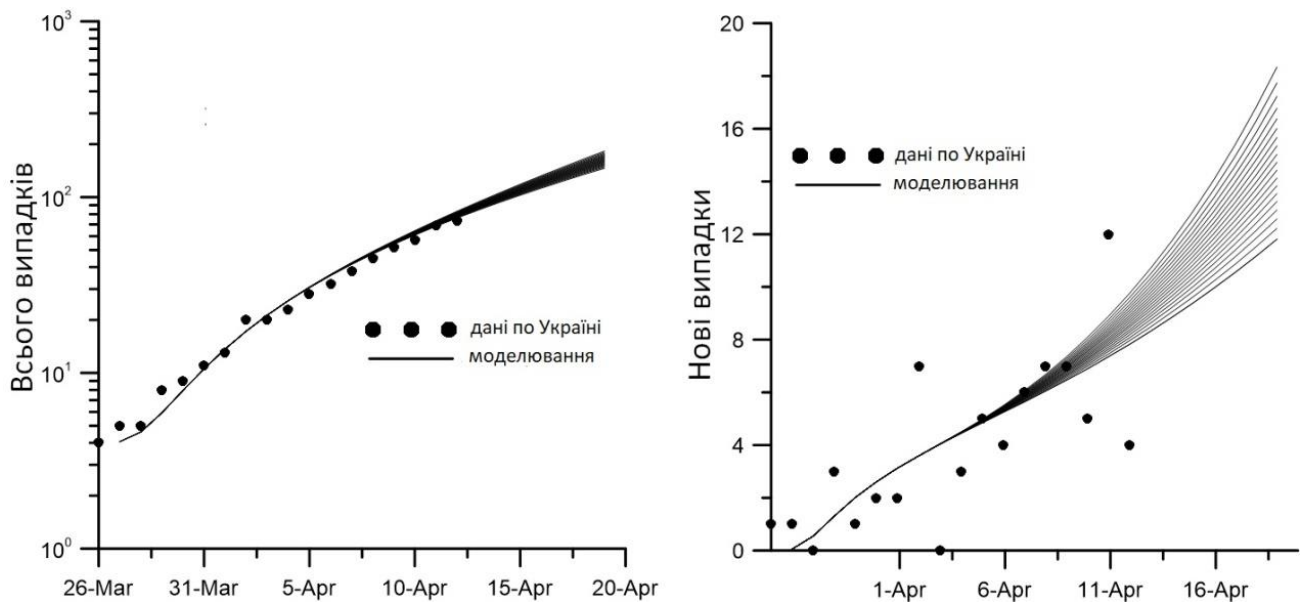 Всього випадків
10³
10²
10¹
10⁰
26-Mar
31-Mar
5-Apr
10-Apr
15-Apr
20-Apr
дані по Україні
моделювання
Нові випадки
20
16
12
8
4
0
1-Apr
6-Apr
11-Apr
16-Apr
дані по Україні
моделювання